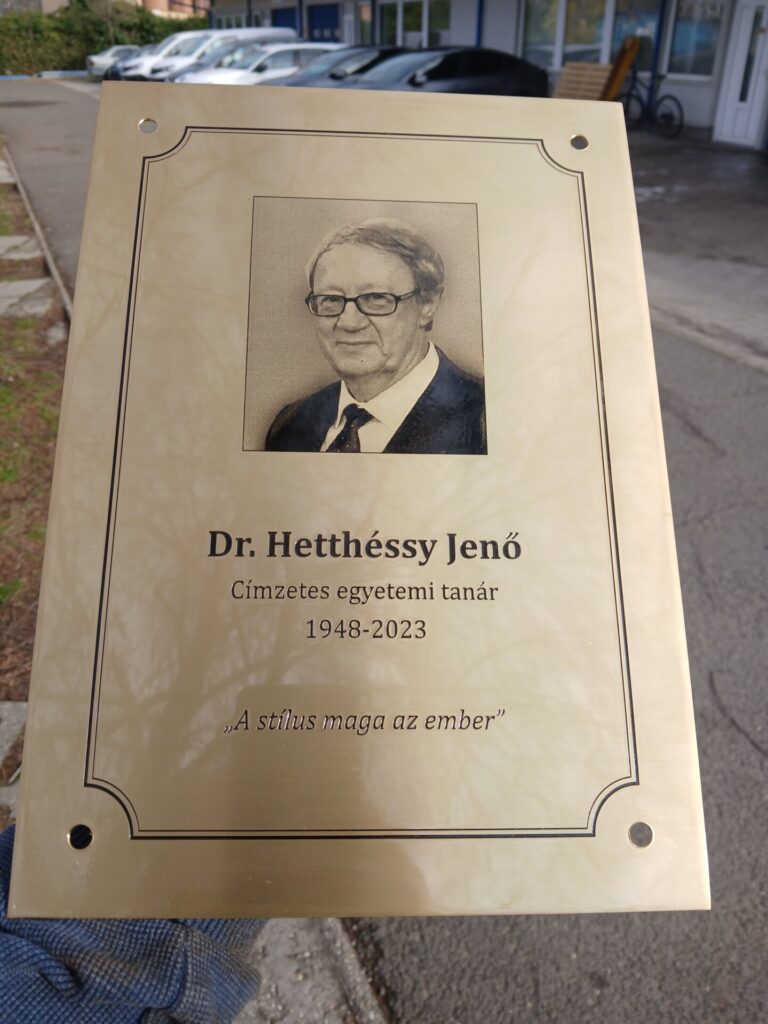 Dr. Hetthéssy Jenő
Címzetes egyetemi tanár
1948-2023
„A stílus maga az ember”